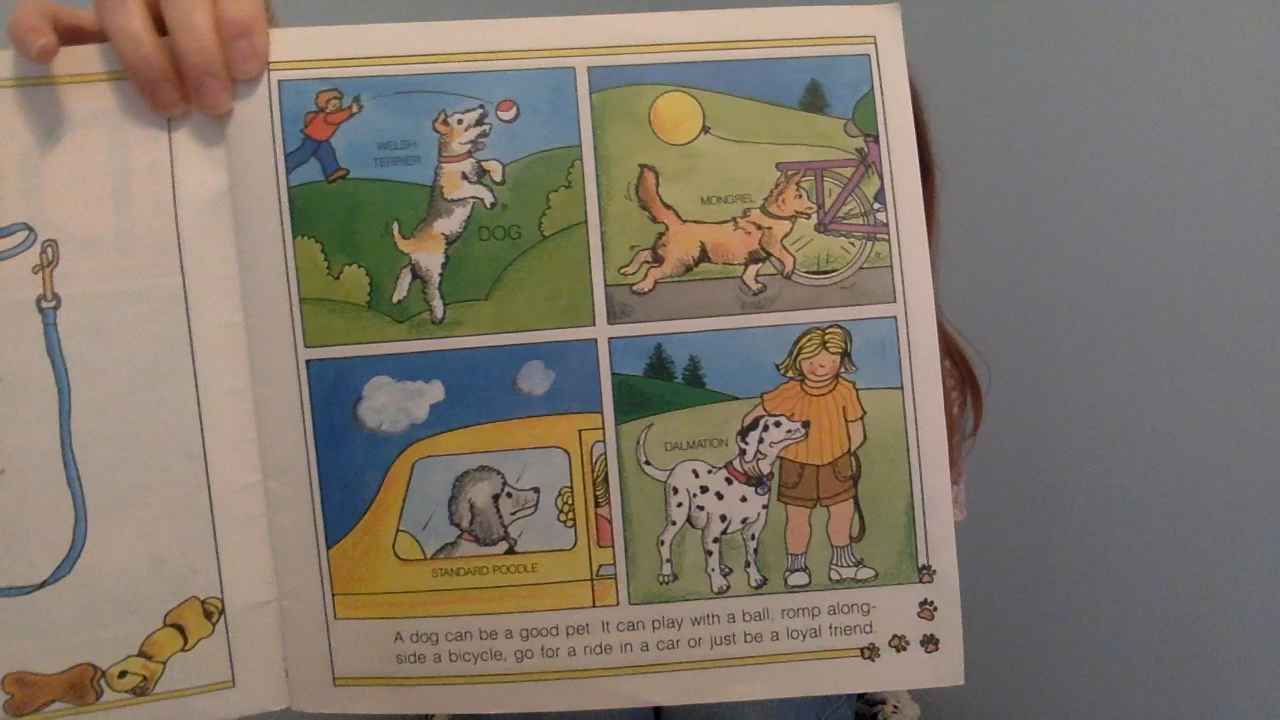 WELSH
TERRIER
DOG
MONGREL
STANDARD POODLE
DALMATION
A dog can be a good pet. It can play with a ball, romp along-
side a bicycle, go for a ride in a car or just be a loyal friend.